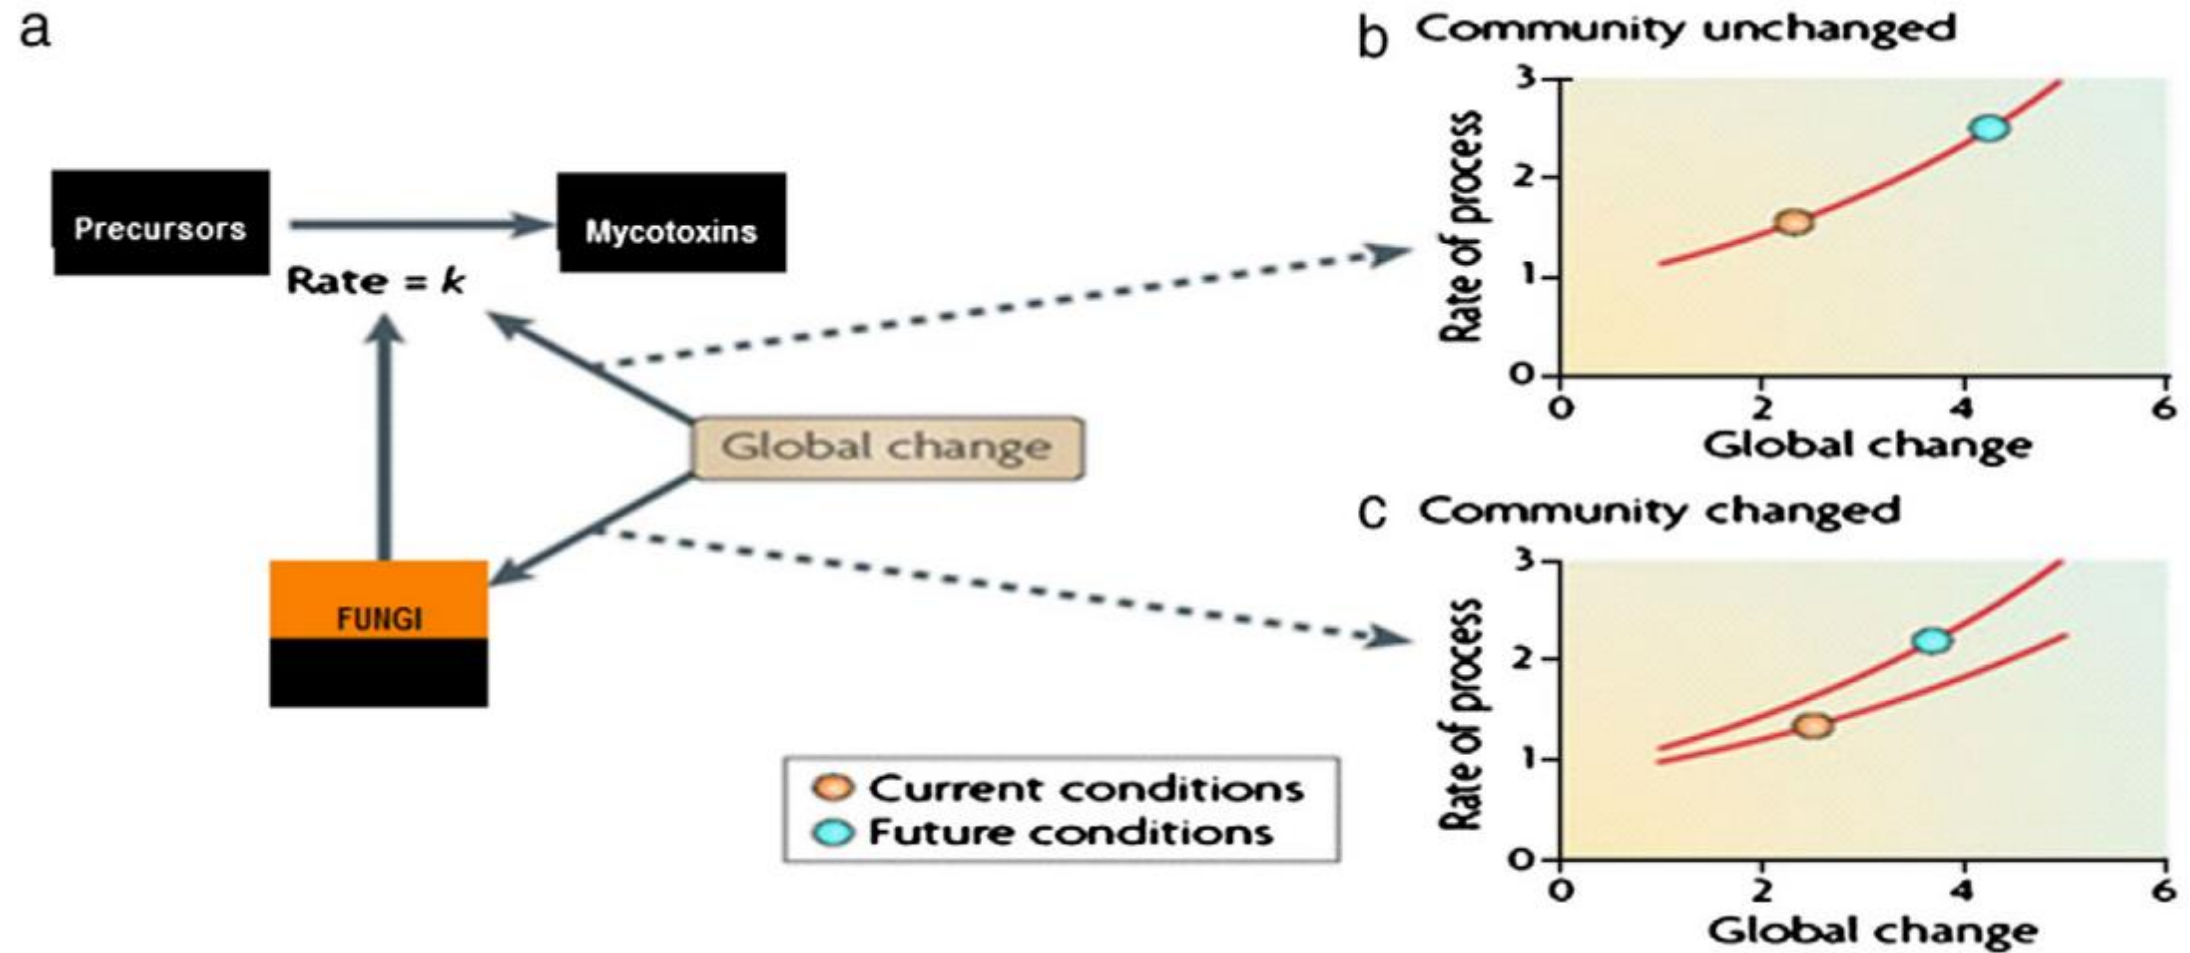 a
Precursors
Mycotoxins
Rate = k
Global change
FUNGI
Current conditions
Future conditions
b Community unchanged
Rate of process
3
2
1
0
0 2 4 6
Global change
c Community changed
Rate of process
3
2
1
0
0 2 4 6
Global change